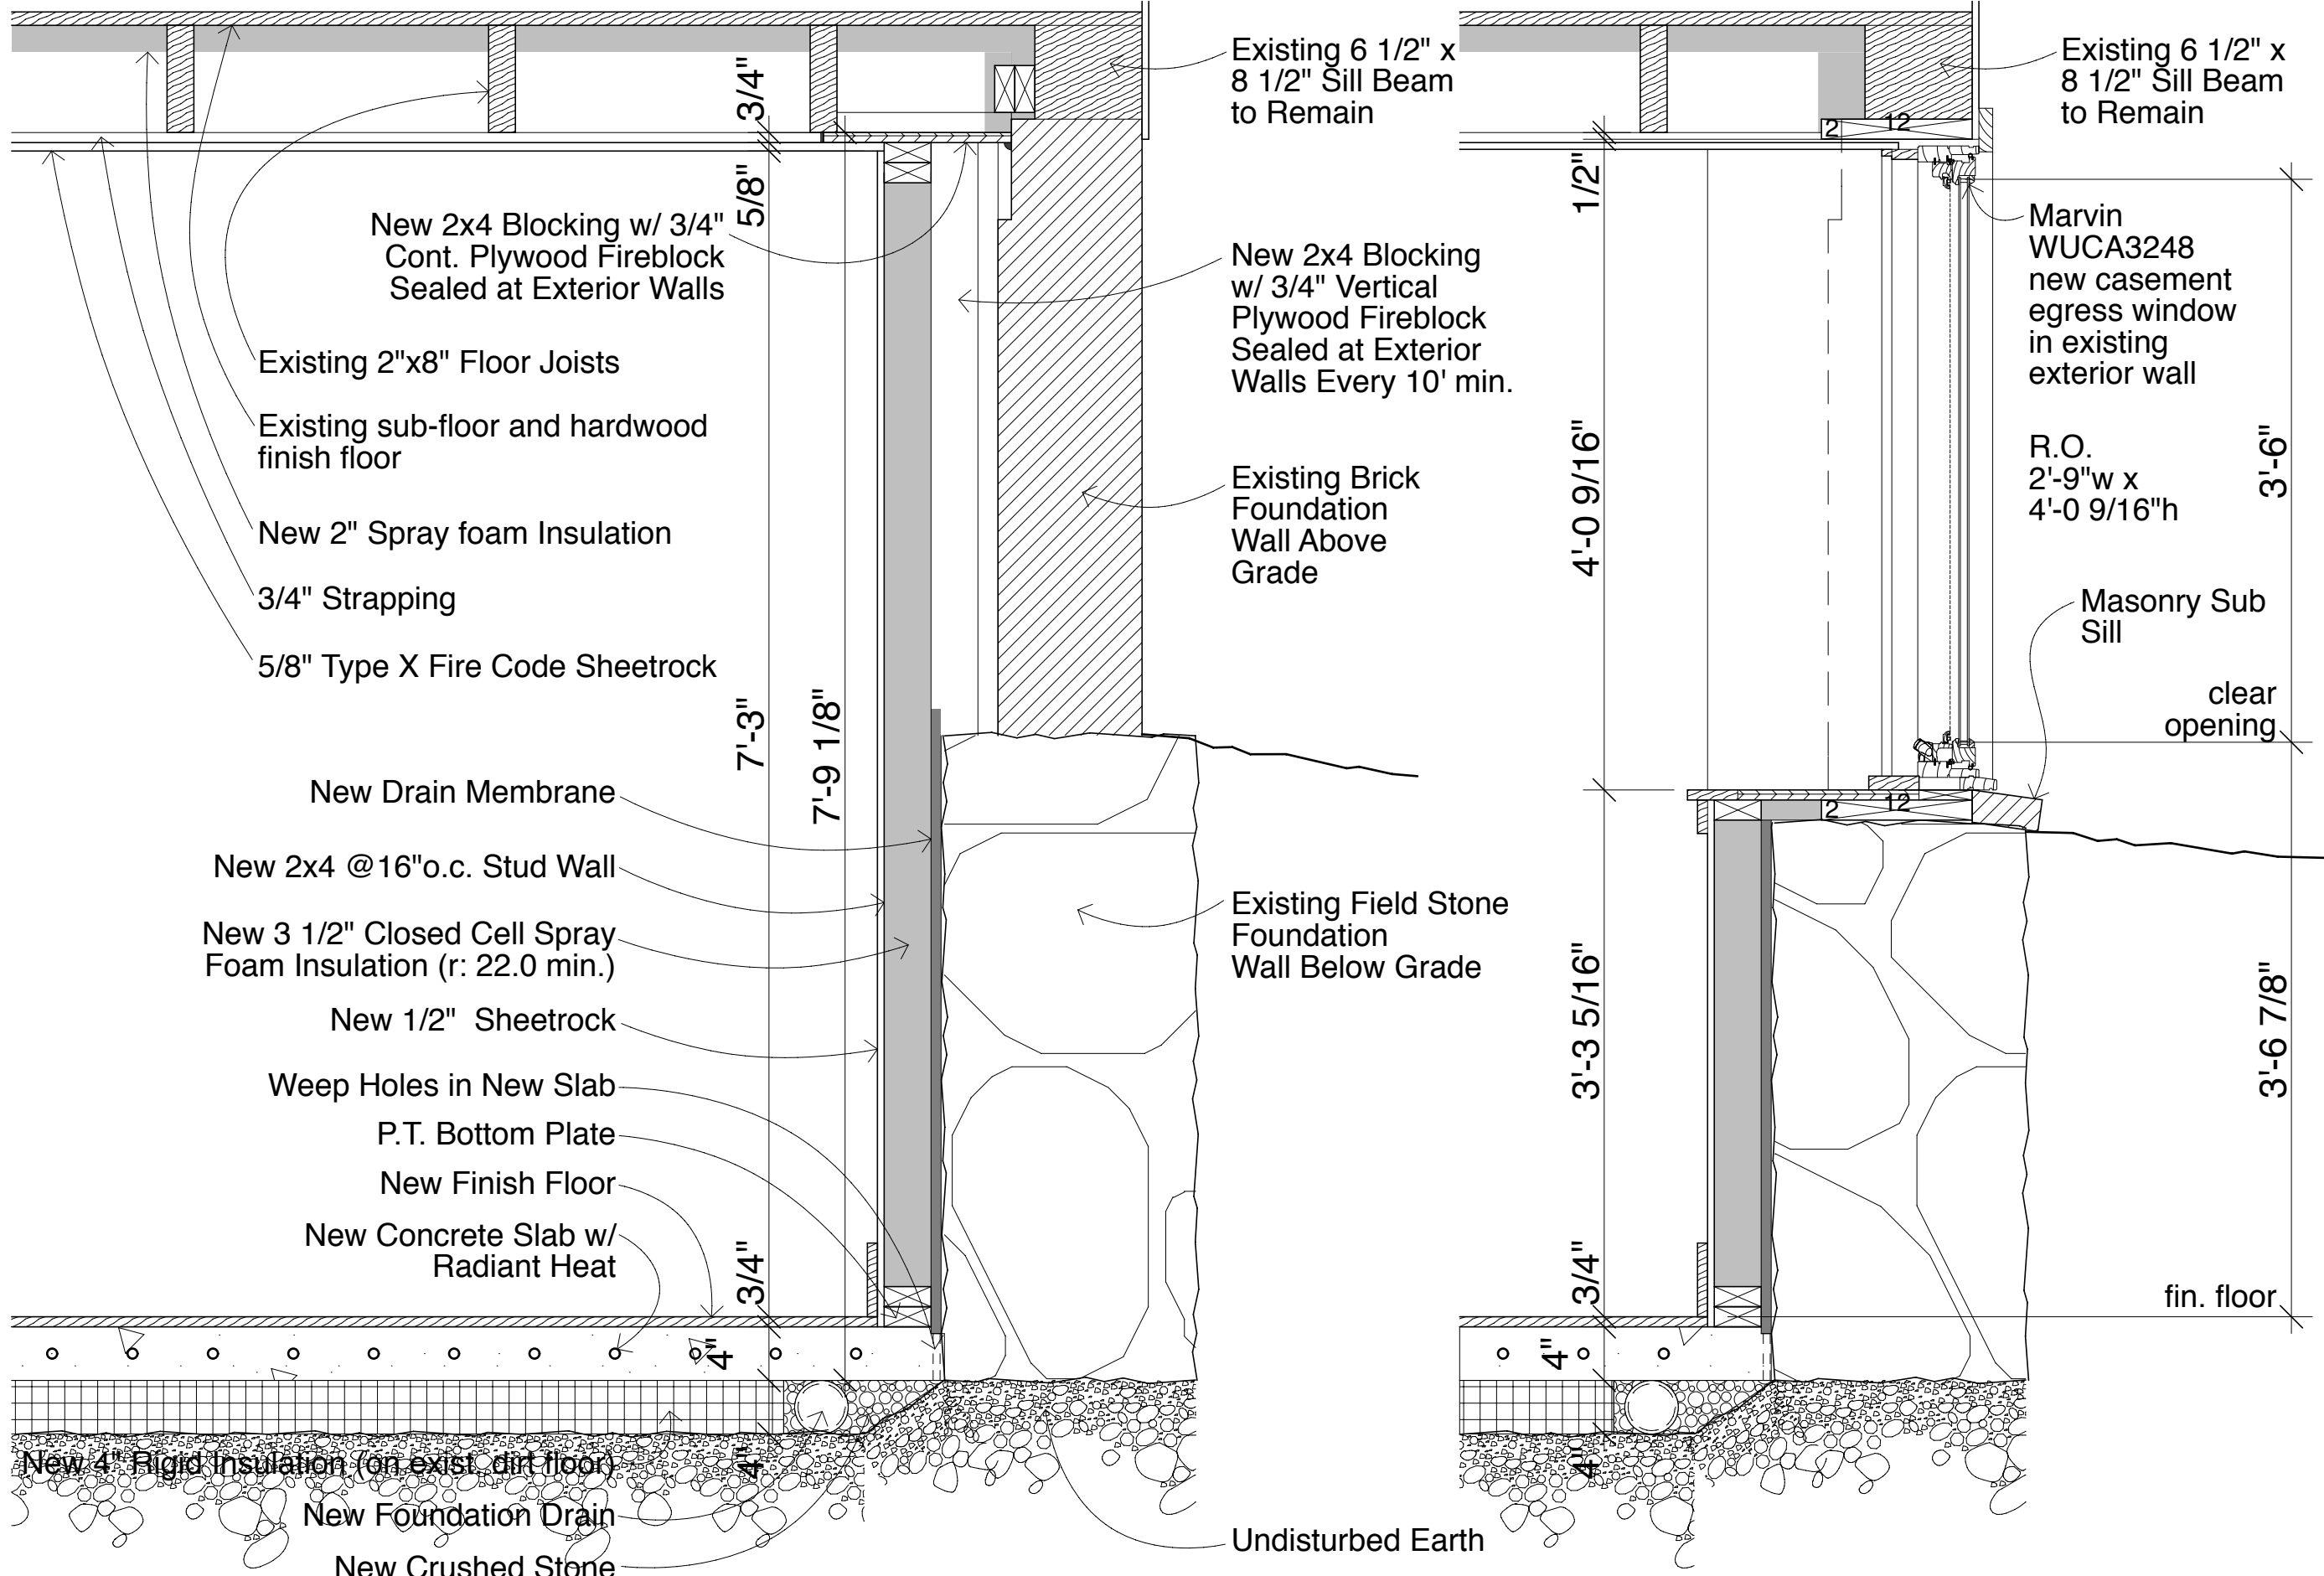 3/4"
5/8"
New 2x4 Blocking w/ 3/4"
Cont. Plywood Fireblock
Sealed at Exterior Walls
Existing 2"x8" Floor Joists
Existing sub-floor and hardwood
finish floor
New 2" Spray foam Insulation
3/4" Strapping
5/8" Type X Fire Code Sheetrock
7'-3"
7'-9 1/8"
New Drain Membrane
New 2x4 @16"o.c. Stud Wall
New 3 1/2" Closed Cell Spray
Foam Insulation (r: 22.0 min.)
New 1/2" Sheetrock
Weep Holes in New Slab
P.T. Bottom Plate
New Finish Floor
New Concrete Slab w/
Radiant Heat
3/4"
4"
4"
New 4" Rigid Insulation (on exist. dirt floor)
New Foundation Drain
New Crushed Stone
Existing 6 1/2" x
8 1/2" Sill Beam
to Remain
New 2x4 Blocking
w/ 3/4" Vertical
Plywood Fireblock
Sealed at Exterior
Walls Every 10' min.
Existing Brick
Foundation
Wall Above
Grade
Existing Field Stone
Foundation
Wall Below Grade
Undisturbed Earth
Existing 6 1/2" x
8 1/2" Sill Beam
to Remain
2 12
1/2"
Marvin
WUCA3248
new casement
egress window
in existing
exterior wall
R.O.
2'-9"w x
4'-0 9/16"h
4'-0 9/16"
3'-6"
Masonry Sub
Sill
clear
opening
2 12
3'-3 5/16"
3'-6 7/8"
3/4"
fin. floor
4"
4"